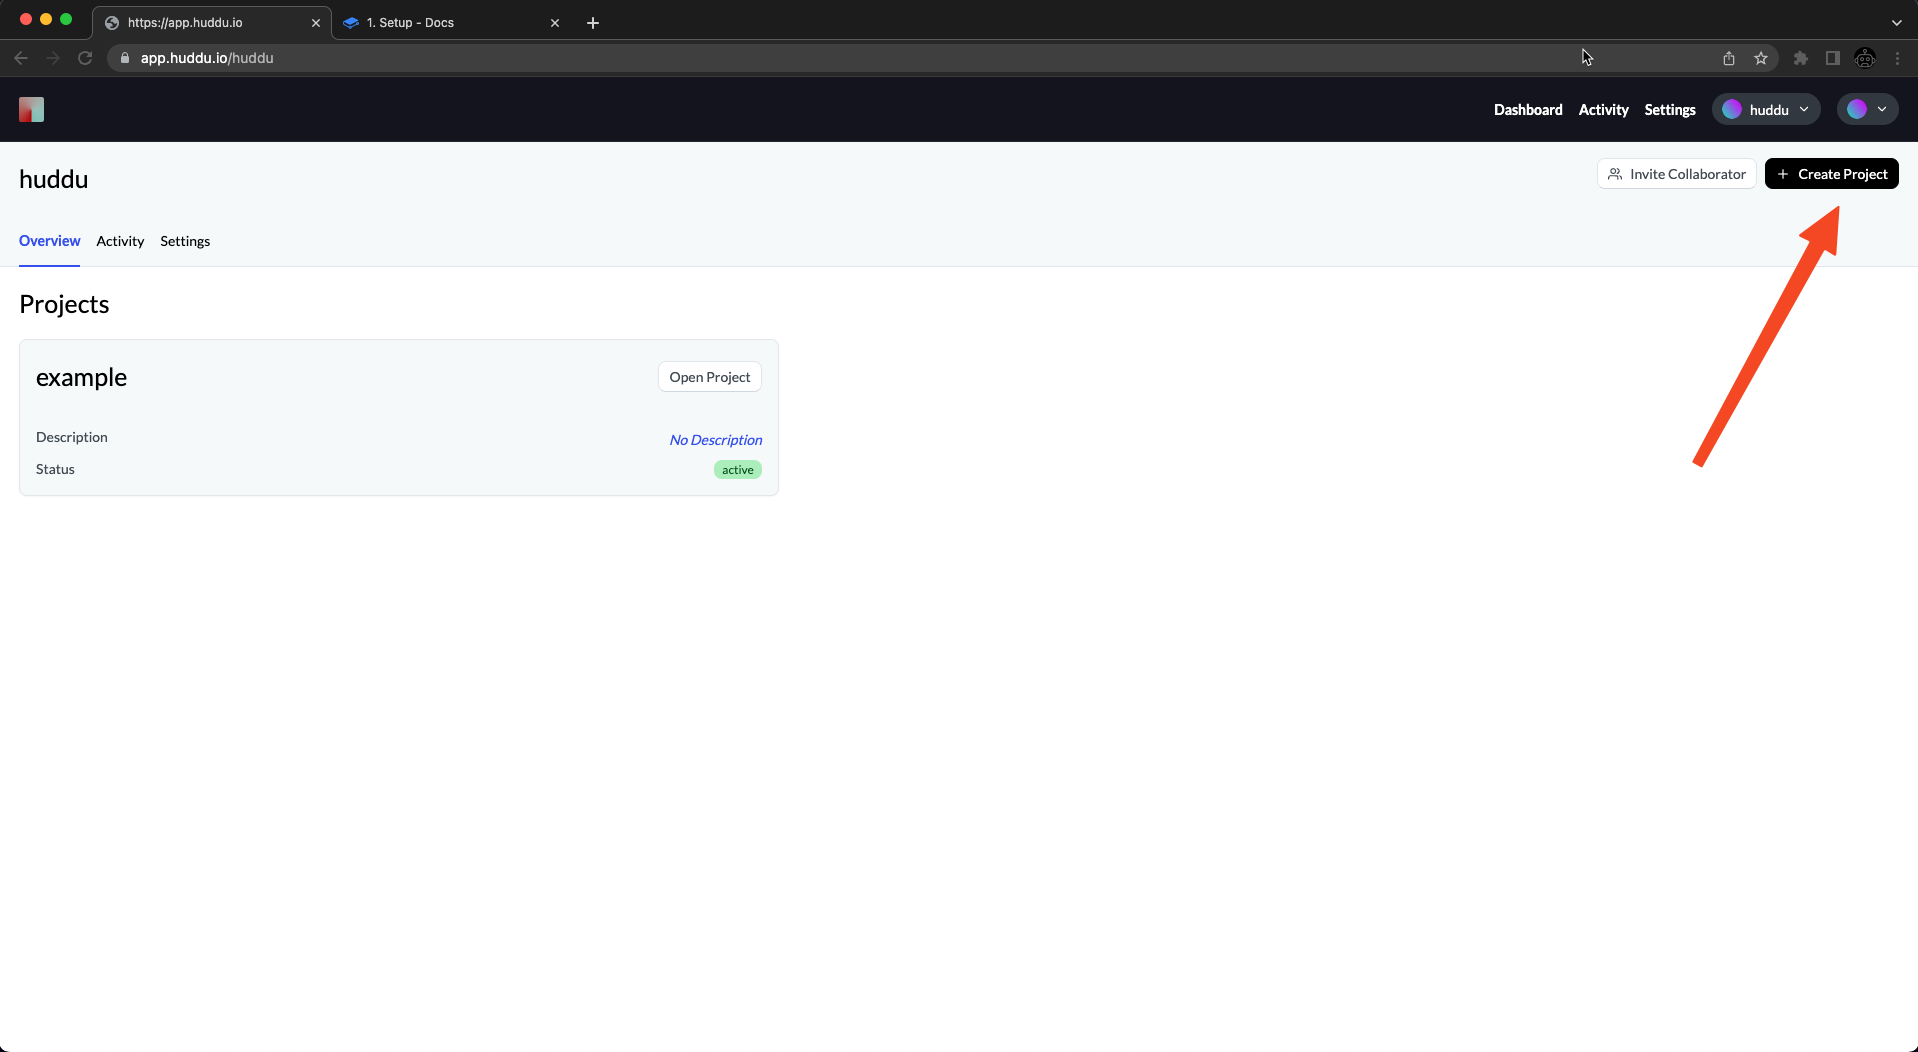 https://app.huddu.io
1. Setup - Docs
app.huddu.io/huddu
Dashboard Activity Settings huddu
huddu
Invite Collaborator
Create Project
Overview Activity Settings
Projects
example
Open Project
Description
No Description
Status
active